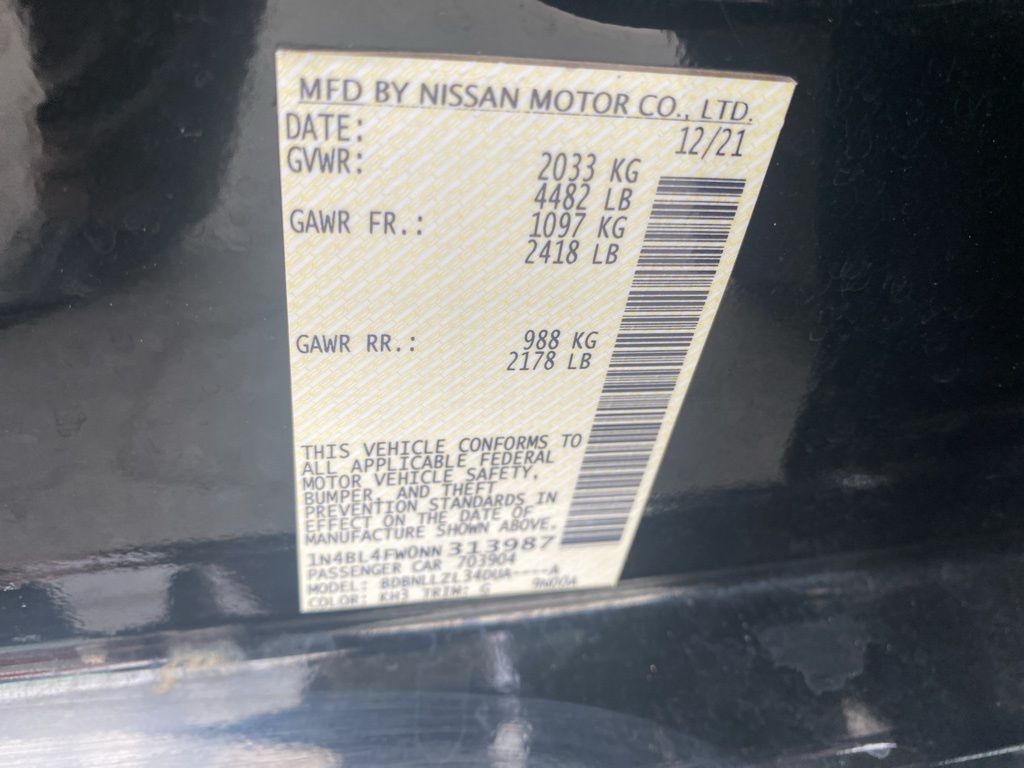 MFD BY NISSAN MOTOR CO., LTD.
DATE: 12/21
GVWR: 2033 KG
4482 LB
GAWR FR.: 1097 KG
2418 LB
GAWR RR.: 988 KG
2178 LB
THIS VEHICLE CONFORMS TO
ALL APPLICABLE FEDERAL
MOTOR VEHICLE SAFETY,
BUMPER, AND THEFT
PREVENTION STANDARDS IN
EFFECT ON THE DATE OF
MANUFACTURE SHOWN ABOVE.
1N4BL4FW0NN313987
PASSENGER CAR 703904
MODEL: BDBNLLZL34DUA----A
COLOR: KH3 TRIM: G